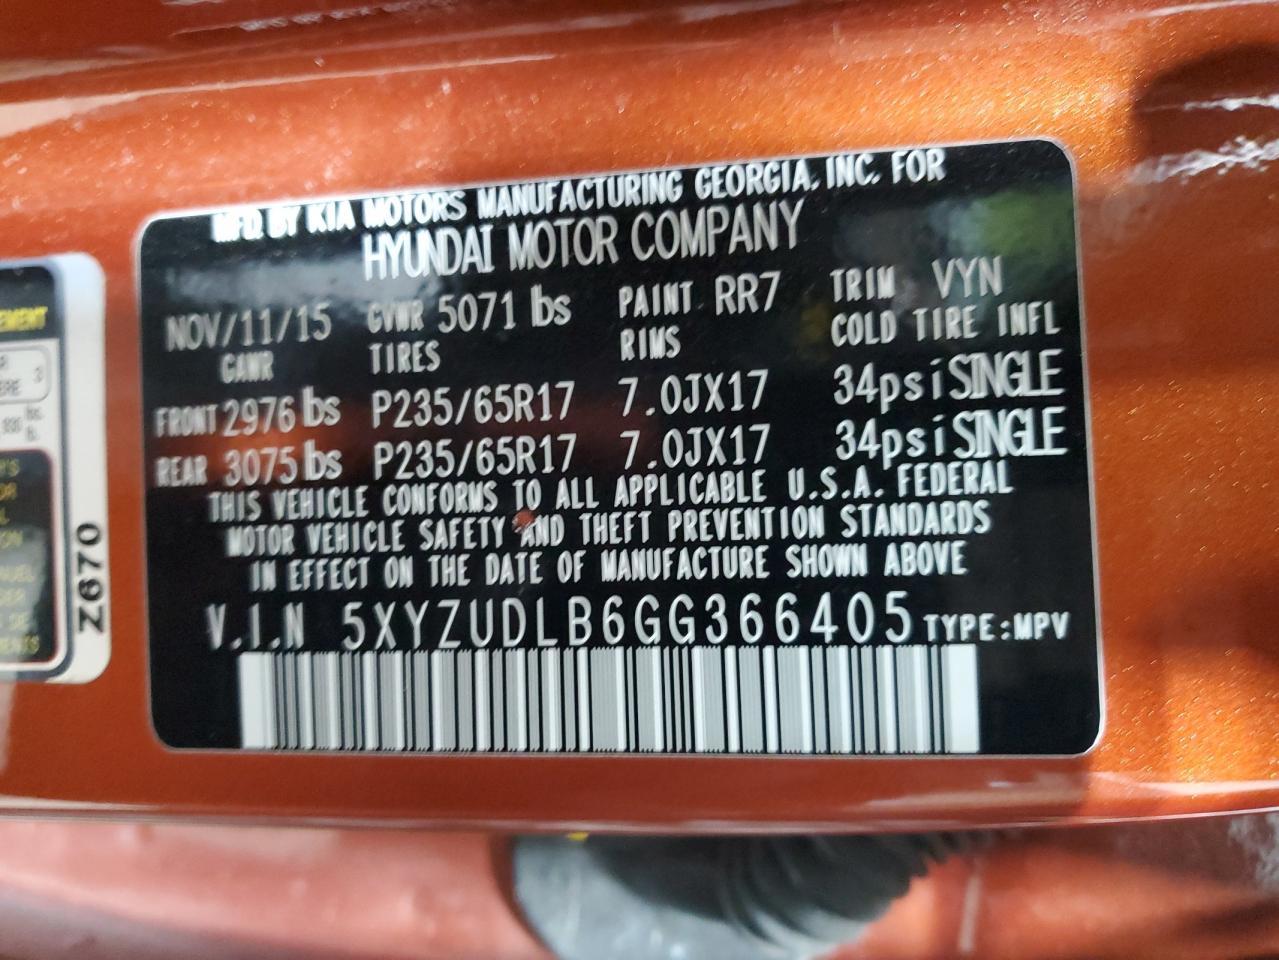 MFD. BY KIA MOTORS MANUFACTURING GEORGIA, INC. FOR
HYUNDAI MOTOR COMPANY
NOV/11/15 GVWR 5071 lbs PAINT RR7 TRIM VYN
GAWR TIRES RIMS COLD TIRE INFL
FRONT 2976 lbs P235/65R17 7.0JX17 34psi SINGLE
REAR 3075 lbs P235/65R17 7.0JX17 34psi SINGLE
THIS VEHICLE CONFORMS TO ALL APPLICABLE U.S.A. FEDERAL
MOTOR VEHICLE SAFETY AND THEFT PREVENTION STANDARDS
IN EFFECT ON THE DATE OF MANUFACTURE SHOWN ABOVE
V.I.N 5XYZUDLB6GG366405 TYPE:MPV
Z670